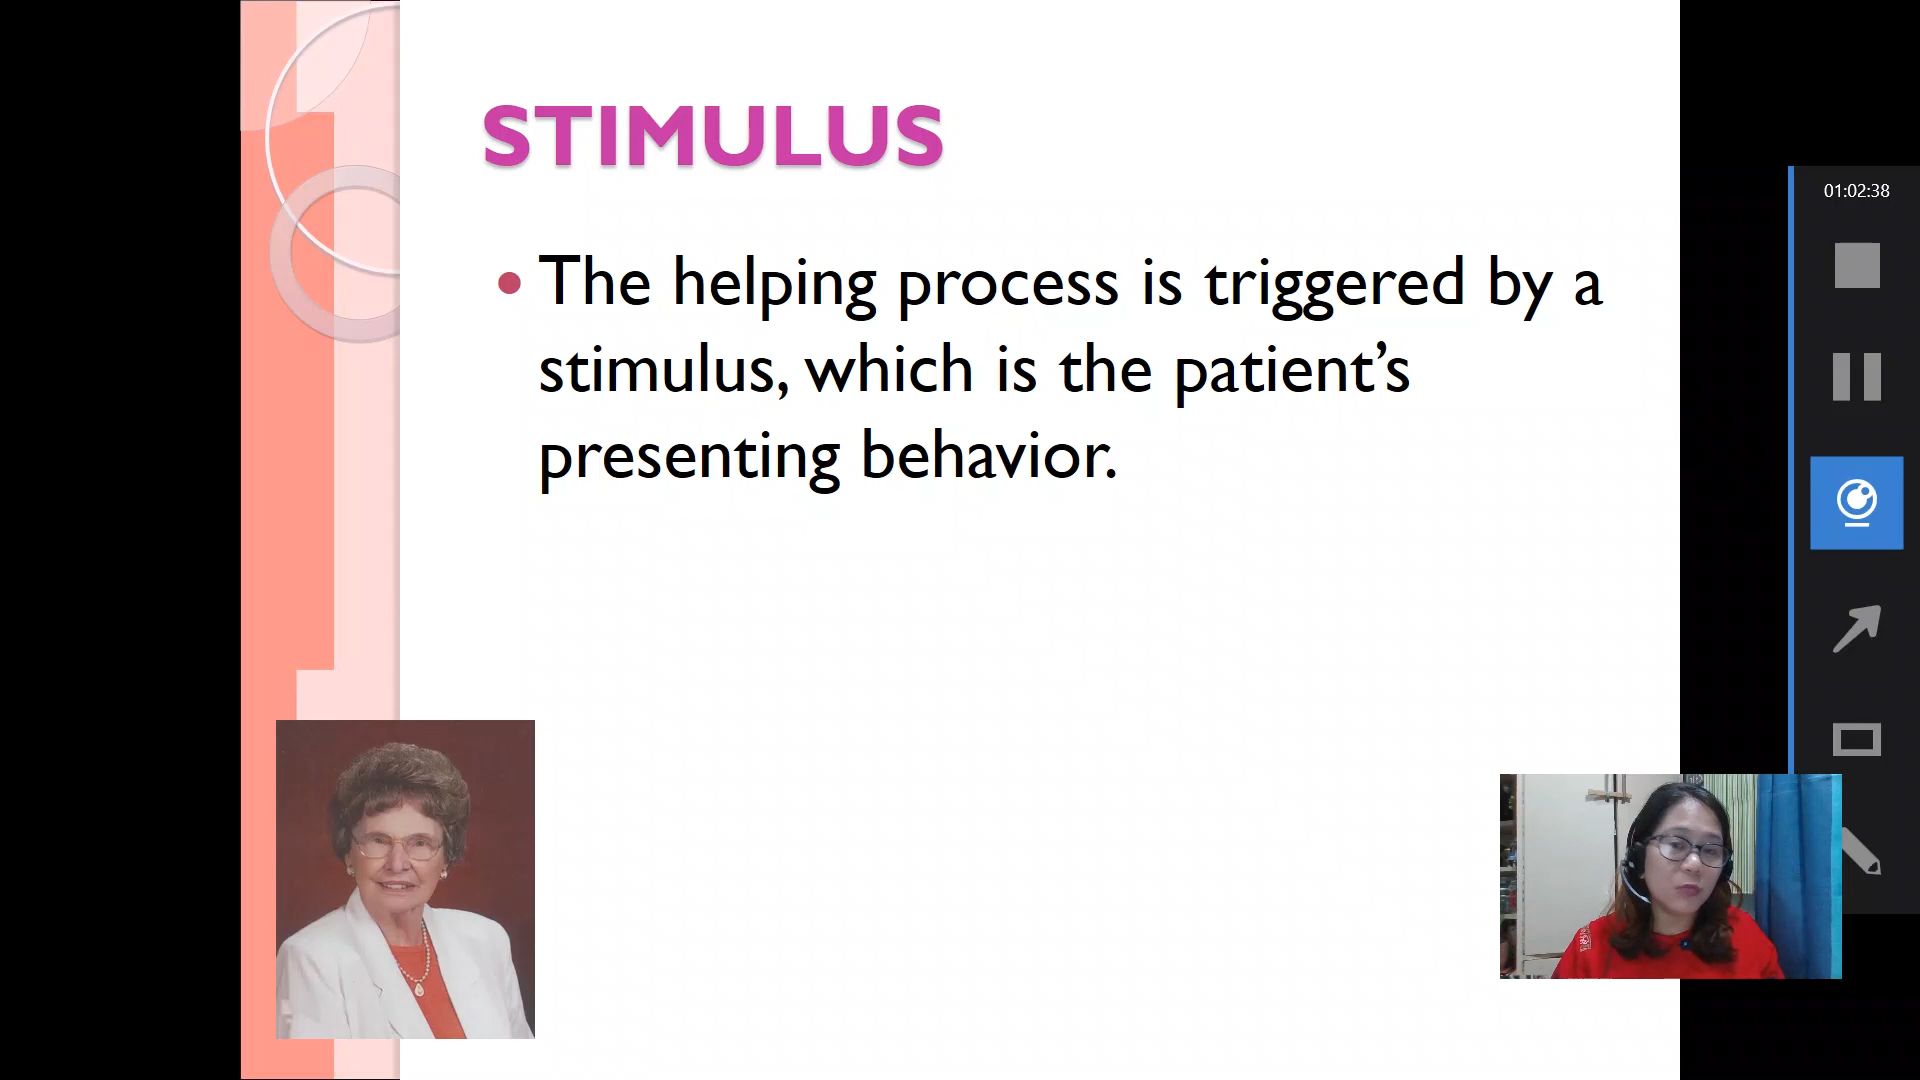 STIMULUS
• The helping process is triggered by a
stimulus, which is the patient’s
presenting behavior.
01:02:38